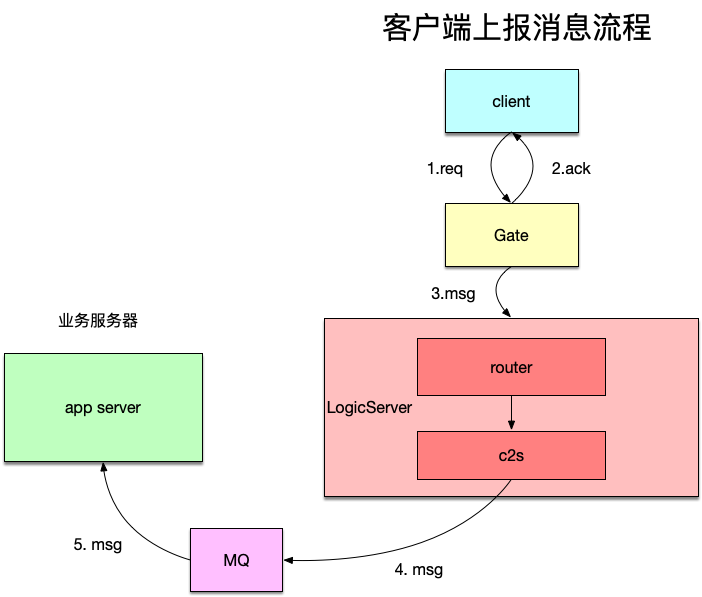 客户端上报消息流程
client
1.req
2.ack
Gate
3.msg
业务服务器
router
app server
LogicServer
c2s
5. msg
MQ
4. msg